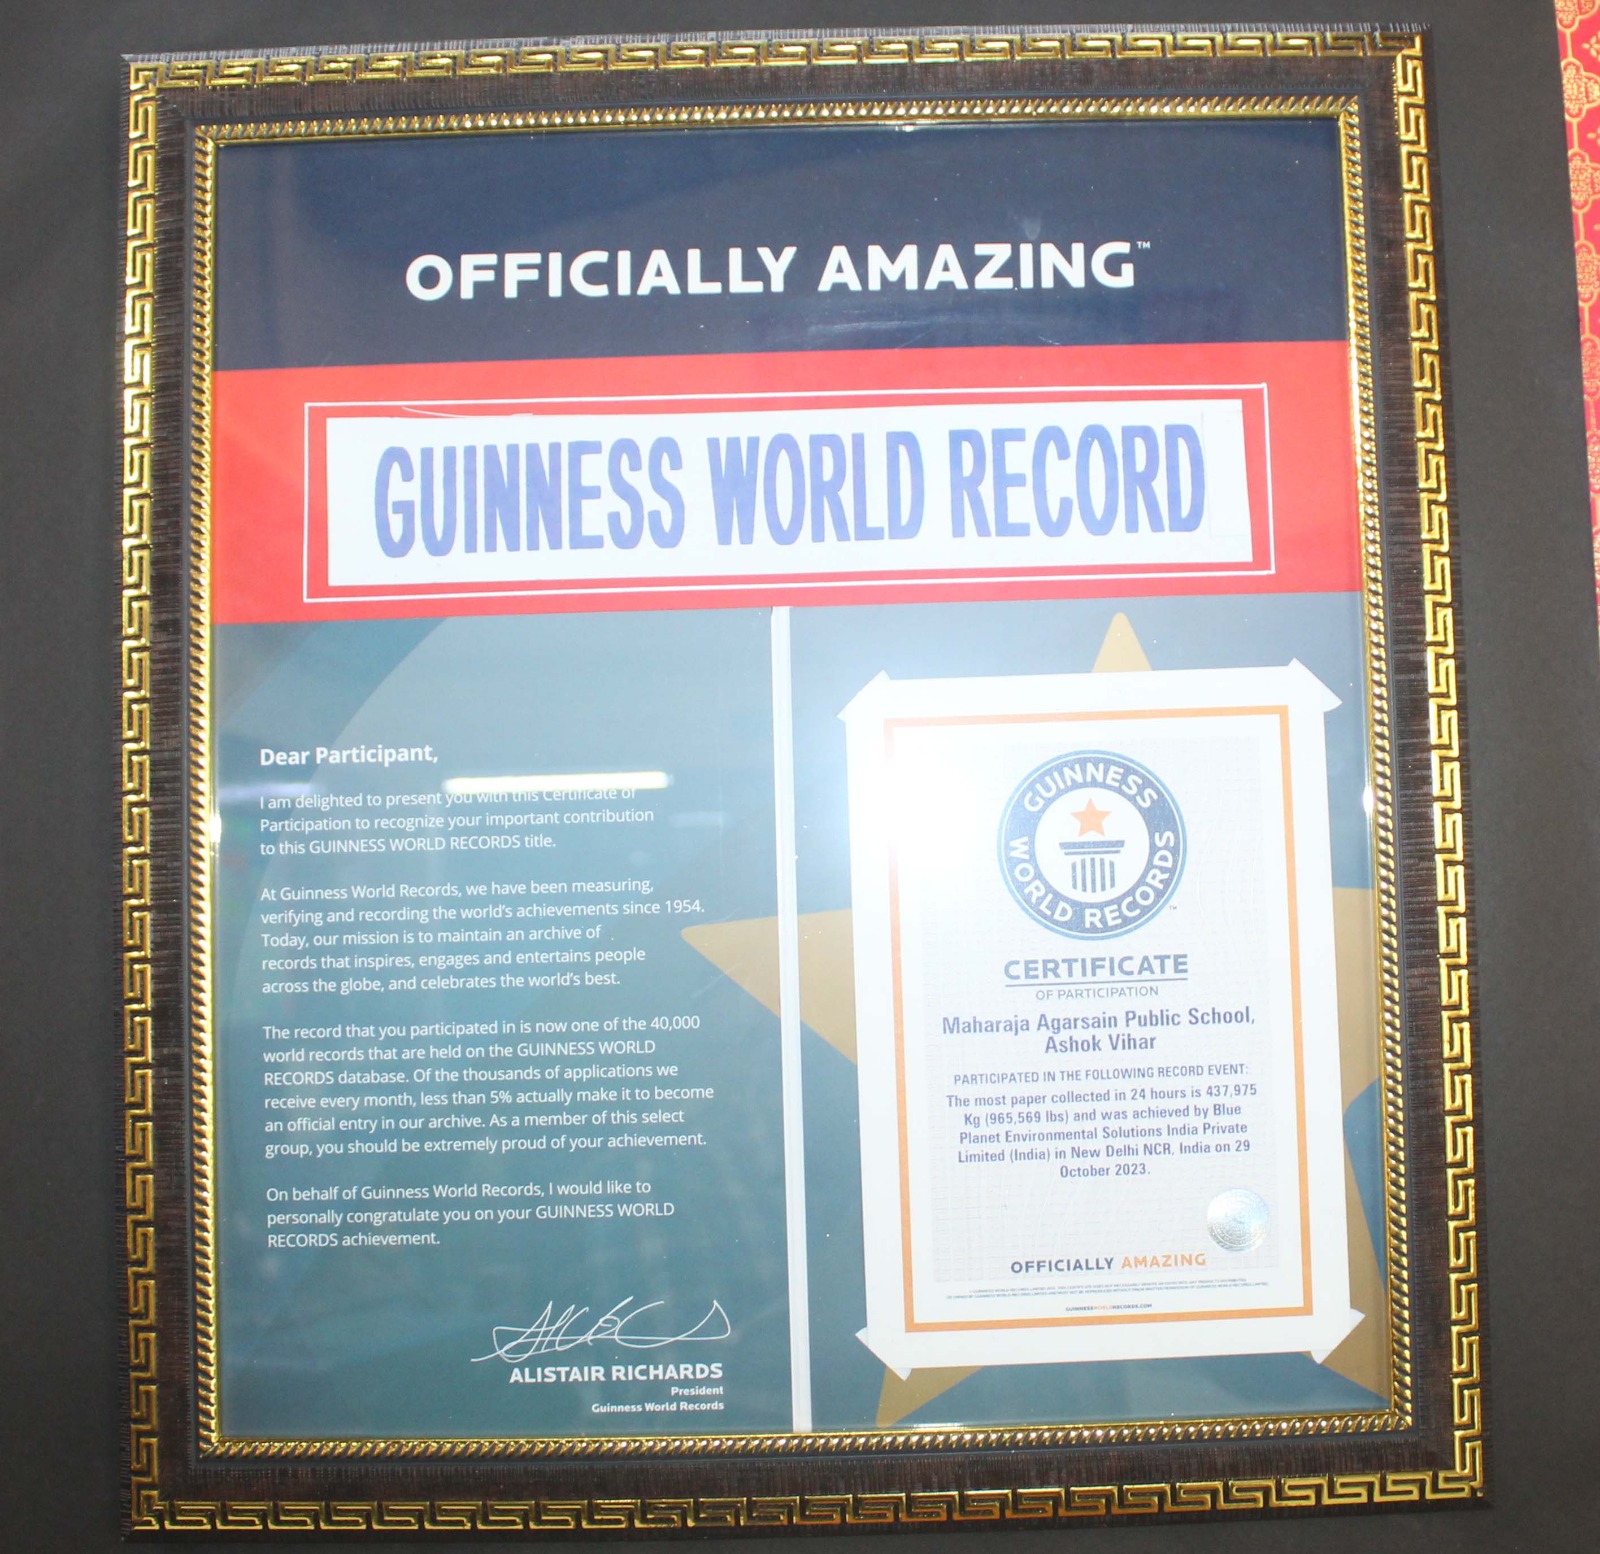 OFFICIALLY AMAZING™
GUINNESS WORLD RECORD
Dear Participant,
I am delighted to present you with this Certificate of
Participation to recognize your important contribution
to this GUINNESS WORLD RECORDS title.
At Guinness World Records, we have been measuring,
verifying and recording the world's achievements since 1954.
Today, our mission is to maintain an archive of
records that inspires, engages and entertains people
across the globe, and celebrates the world's best.
The record that you participated in is now one of the 40,000
world records that are held on the GUINNESS WORLD
RECORDS database. Of the thousands of applications we
receive every month, less than 5% actually make it to become
an official entry in our archive. As a member of this select
group, you should be extremely proud of your achievement.
On behalf of Guinness World Records, I would like to
personally congratulate you on your GUINNESS WORLD
RECORDS achievement.
ALISTAIR RICHARDS
President
Guinness World Records
GUINNESS
WORLD RECORDS™
CERTIFICATE
OF PARTICIPATION
Maharaja Agarsain Public School,
Ashok Vihar
PARTICIPATED IN THE FOLLOWING RECORD EVENT:
The most paper collected in 24 hours is 437,975
Kg (965,569 lbs) and was achieved by Blue
Planet Environmental Solutions India Private
Limited (India) in New Delhi NCR, India on 29
October 2023.
OFFICIALLY AMAZING
GUINNESSWORLDRECORDS.COM